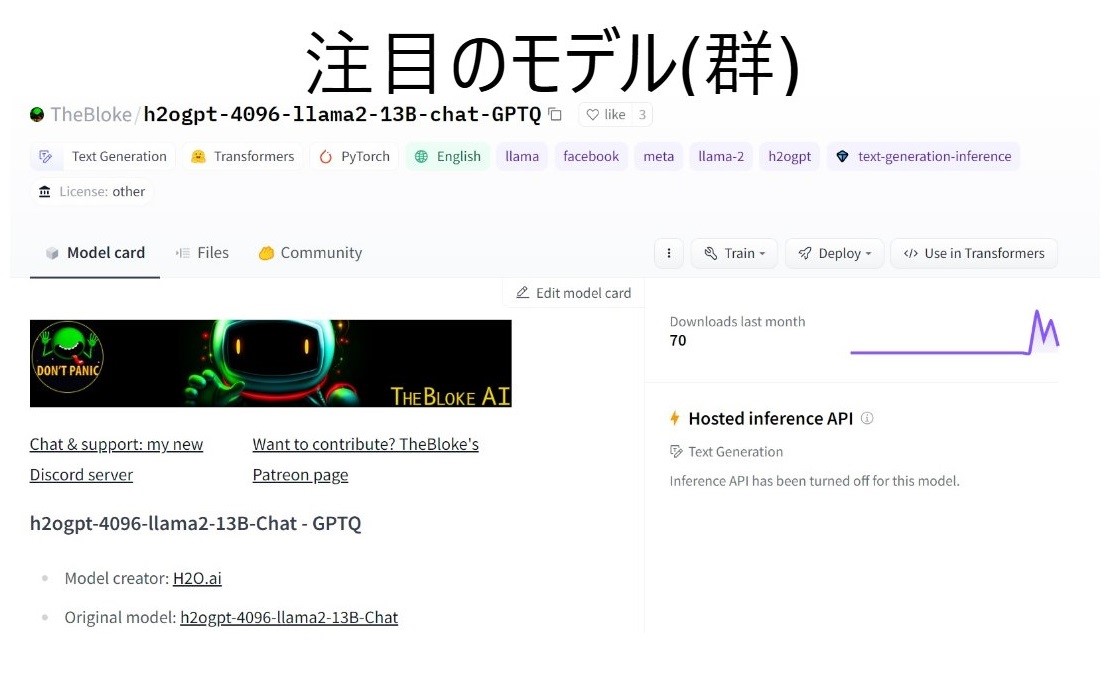 注目のモデル(群)
TheBloke/h2ogpt-4096-llama2-13B-chat-GPTQ like 3
Text Generation Transformers PyTorch English llama facebook meta llama-2 h2ogpt text-generation-inference
License: other
Model card Files Community Train Deploy Use in Transformers
Edit model card
Downloads last month
70
DON'T PANIC
THEBLOKE AI
Hosted inference API
Text Generation
Inference API has been turned off for this model.
Chat & support: my new Discord server
Want to contribute? TheBloke's Patreon page
h2ogpt-4096-llama2-13B-Chat - GPTQ
Model creator: H2O.ai
Original model: h2ogpt-4096-llama2-13B-Chat